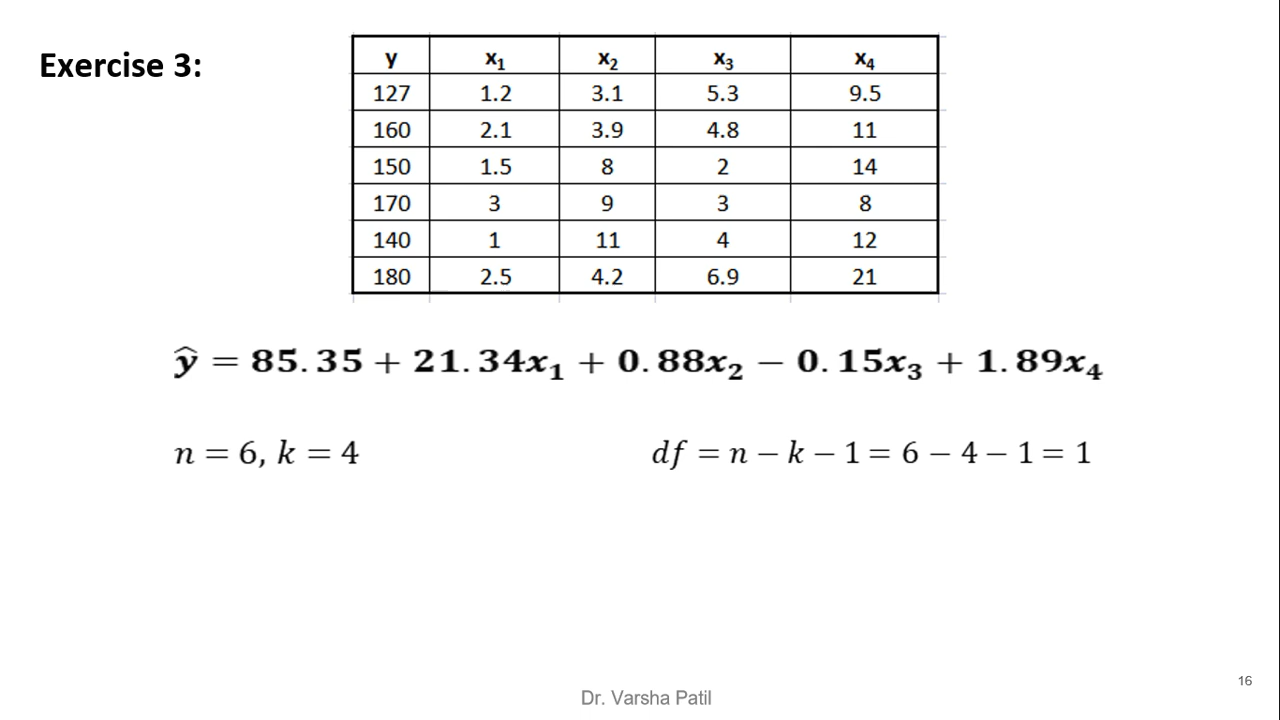 Exercise 3:
y x₁ x₂ x₃ x₄
127 1.2 3.1 5.3 9.5
160 2.1 3.9 4.8 11
150 1.5 8 2 14
170 3 9 3 8
140 1 11 4 12
180 2.5 4.2 6.9 21
ŷ = 85.35 + 21.34x₁ + 0.88x₂ − 0.15x₃ + 1.89x₄
n = 6, k = 4
df = n − k − 1 = 6 − 4 − 1 = 1
16
Dr. Varsha Patil